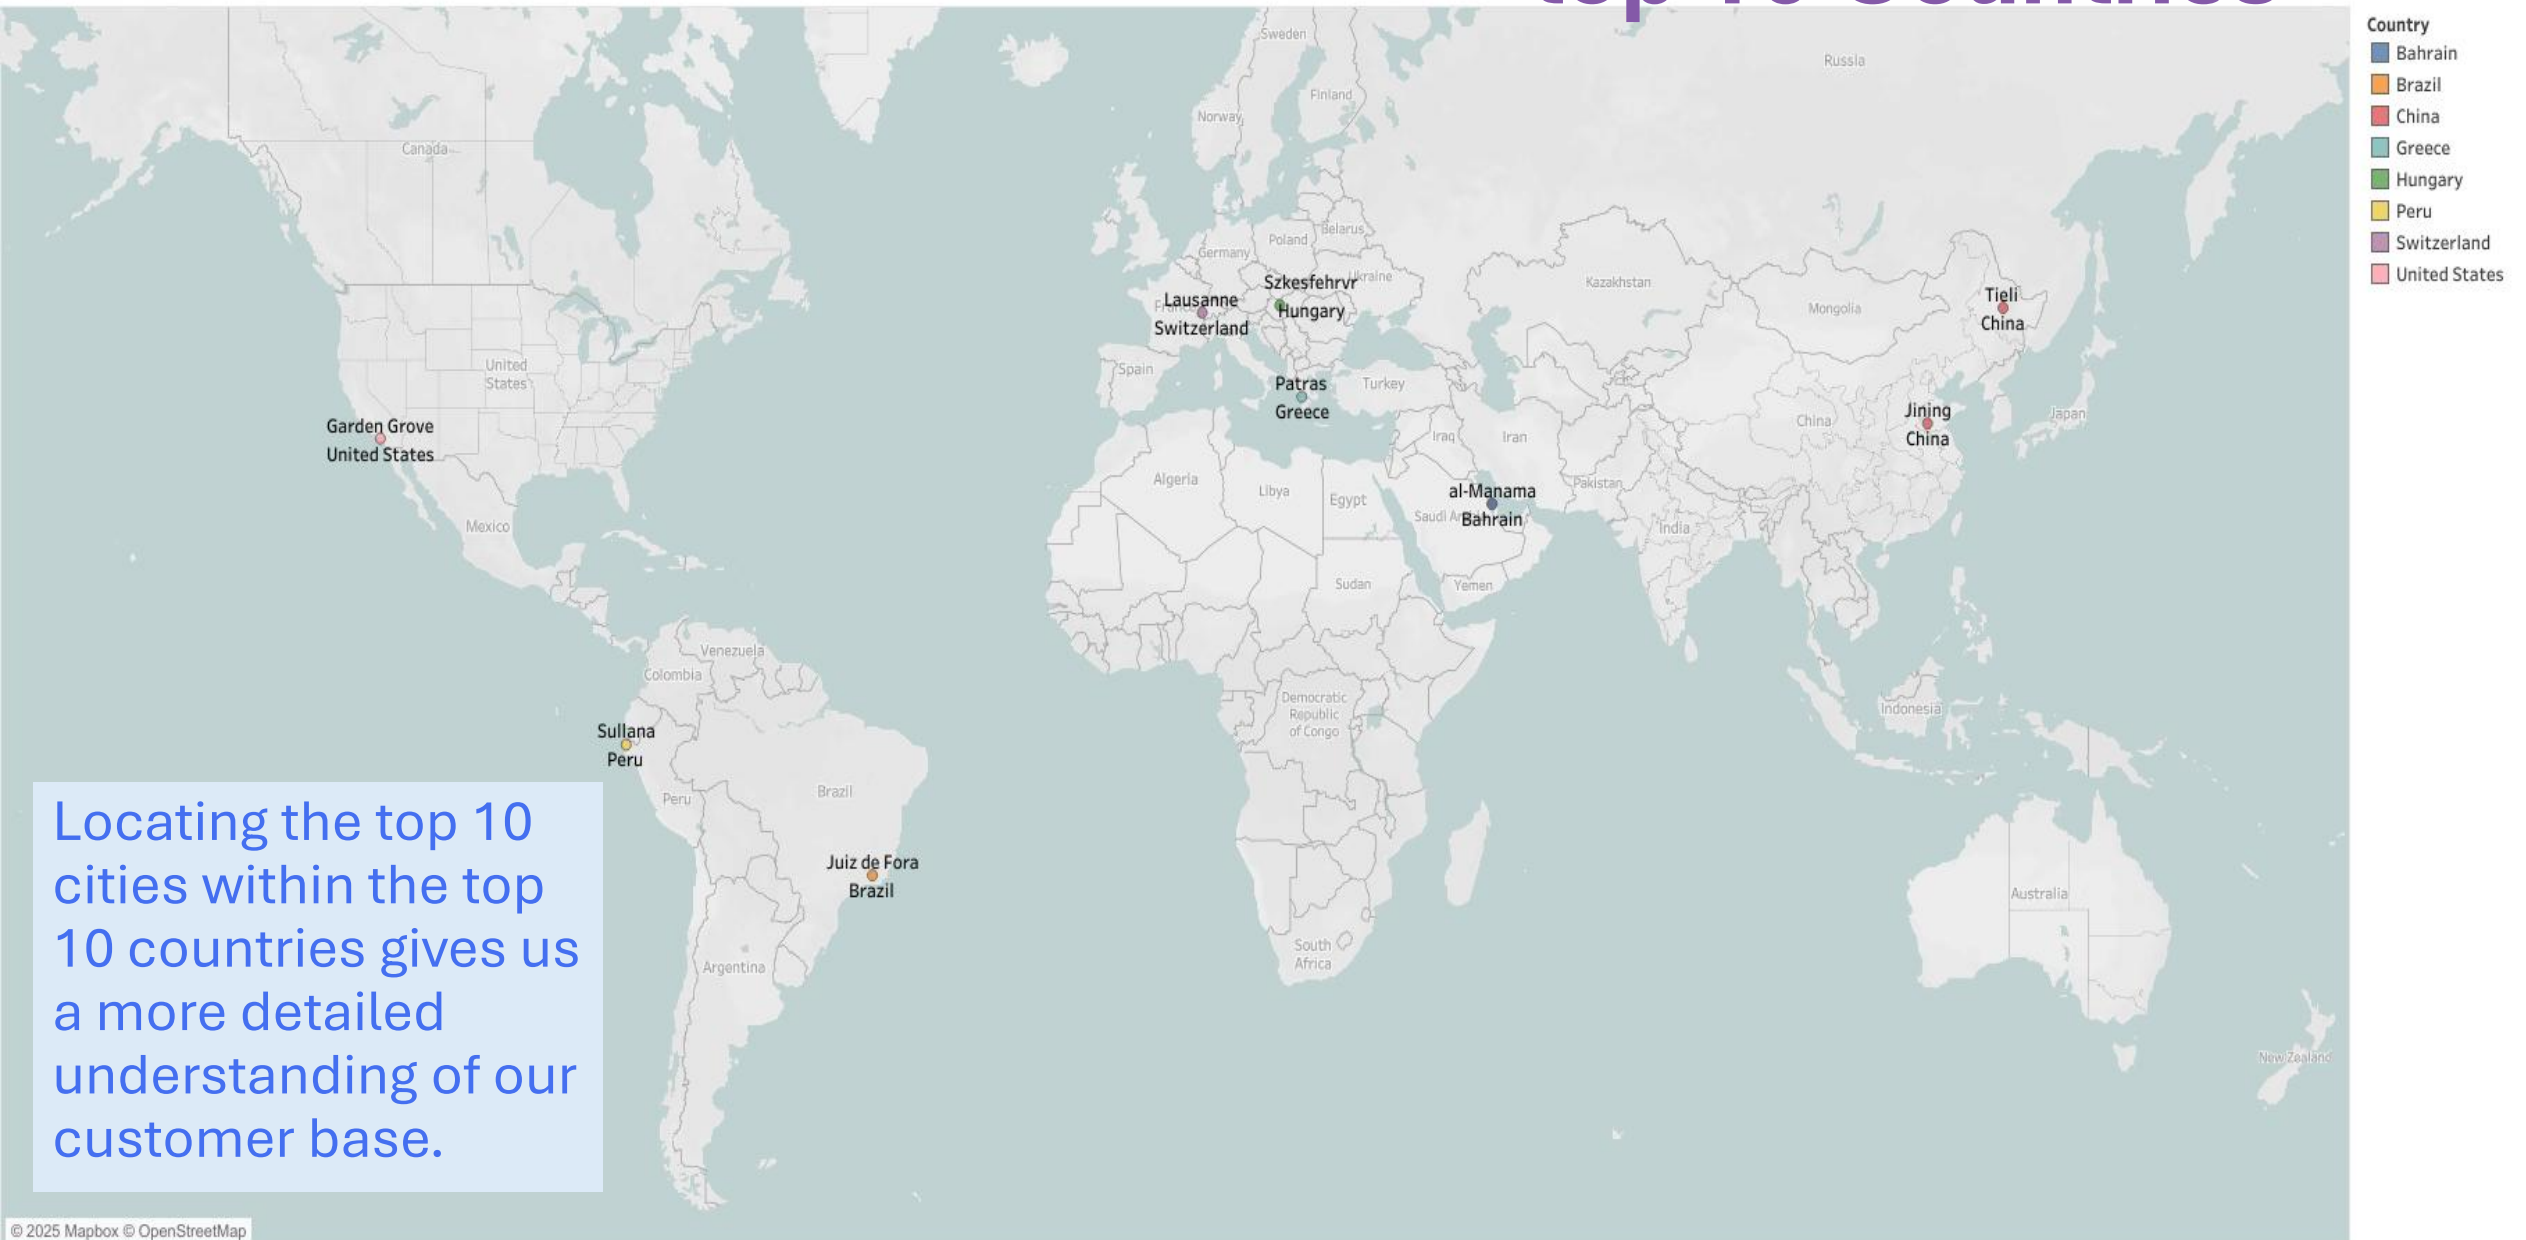 top 10 Countries
Country
Bahrain
Brazil
China
Greece
Hungary
Peru
Switzerland
United States
Sweden
Russia
Finland
Norway
Canada
Belarus
Poland
Germany
Ukraine
Szkesfehrvr
Hungary
Kazakhstan
Lausanne
France
Switzerland
Tieli
China
Mongolia
United
States
Spain
Patras
Greece
Turkey
Jining
China
China
Japan
Garden Grove
United States
Iraq
Iran
Algeria
Libya
Egypt
al-Manama
Saudi
Bahrain
Pakistan
India
Mexico
Sudan
Yemen
Venezuela
Colombia
Democratic
Republic
of Congo
Indonesia
Sullana
Peru
Peru
Brazil
Juiz de Fora
Brazil
Australia
South
Africa
Argentina
New Zealand
Locating the top 10
cities within the top
10 countries gives us
a more detailed
understanding of our
customer base.
© 2025 Mapbox © OpenStreetMap